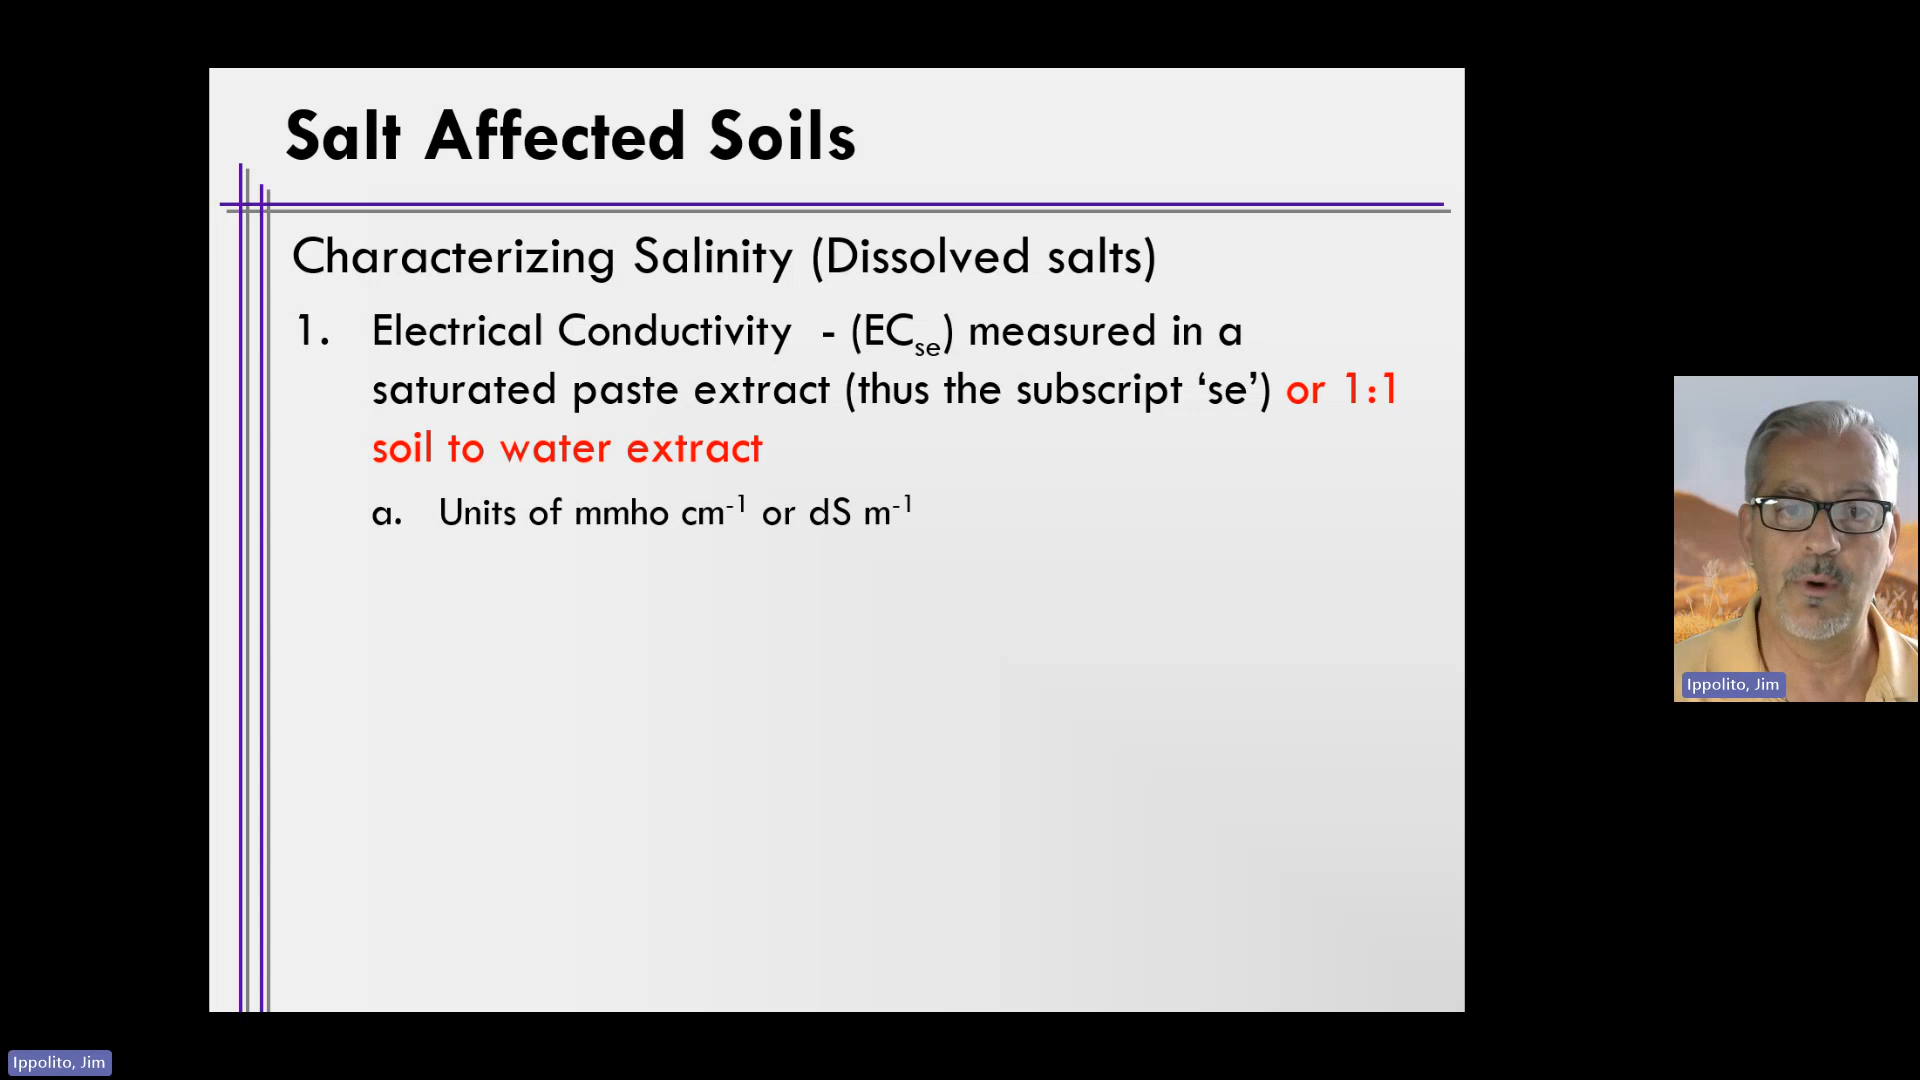 Salt Affected Soils
Characterizing Salinity (Dissolved salts)
1. Electrical Conductivity - (ECse) measured in a
saturated paste extract (thus the subscript ‘se’) or 1:1
soil to water extract
a. Units of mmho cm-1 or dS m-1
Ippolito, Jim
Ippolito, Jim